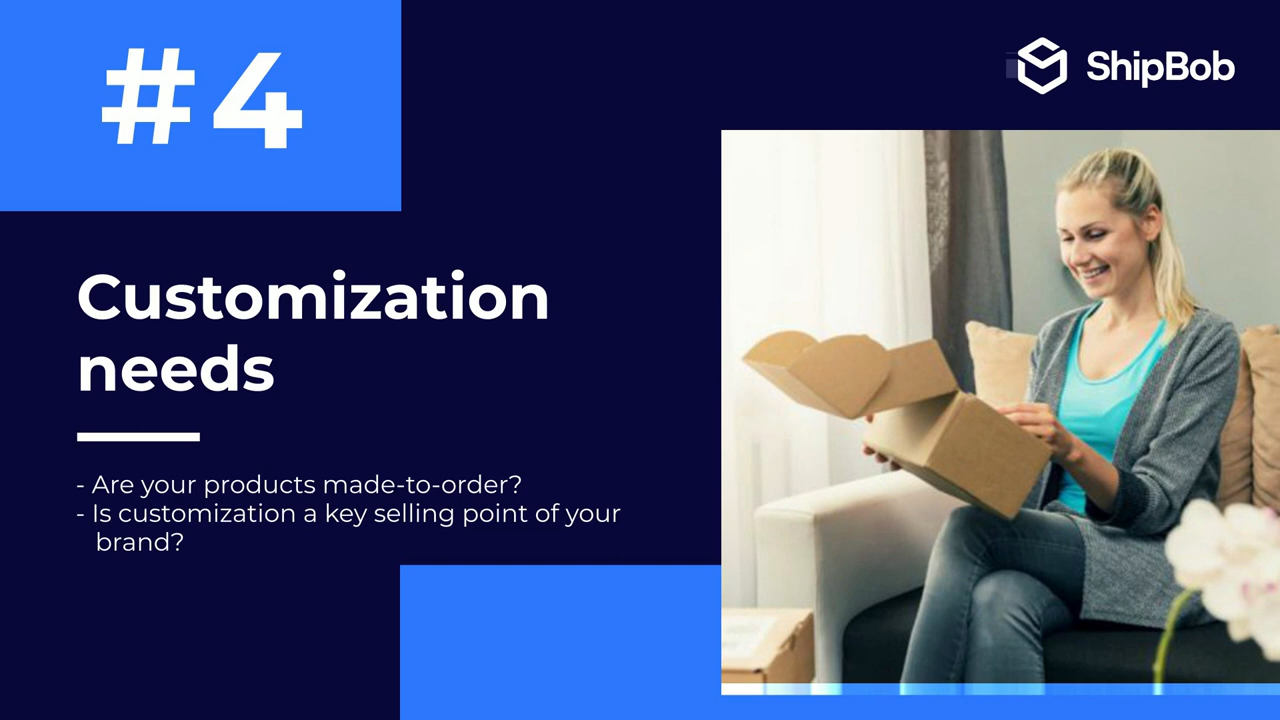 #4
ShipBob
Customization
needs
- Are your products made-to-order?
- Is customization a key selling point of your
brand?